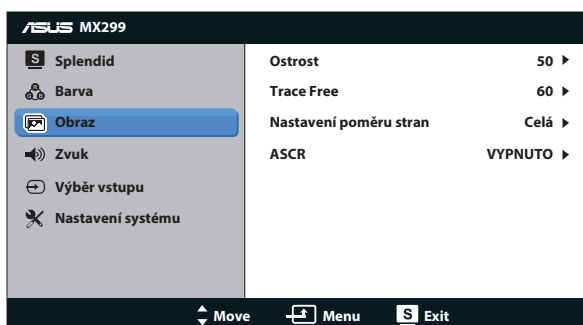 ASUS MX299
S Splendid
Barva
Obraz
Zvuk
Výběr vstupu
Nastavení systému
Ostrost 50
Trace Free 60
Nastavení poměru stran Celá
ASCR VYPNUTO
Move Menu S Exit